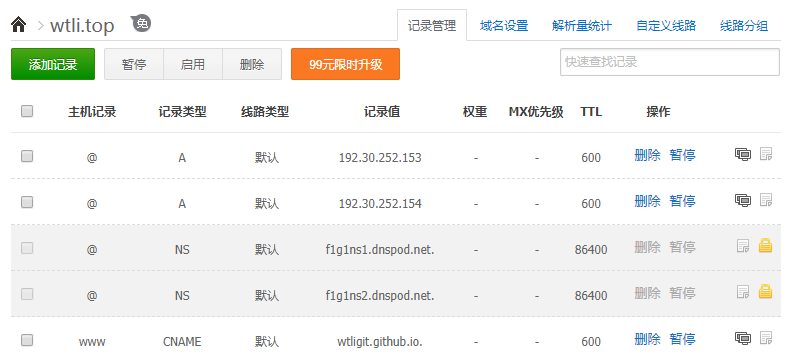 wtli.top 免
记录管理 域名设置 解析量统计 自定义线路 线路分组
添加记录 暂停 启用 删除 99元限时升级 快速查找记录
主机记录 记录类型 线路类型 记录值 权重 MX优先级 TTL 操作
@ A 默认 192.30.252.153 - - 600 删除 暂停
@ A 默认 192.30.252.154 - - 600 删除 暂停
@ NS 默认 f1g1ns1.dnspod.net. - - 86400 删除 暂停
@ NS 默认 f1g1ns2.dnspod.net. - - 86400 删除 暂停
www CNAME 默认 wtligit.github.io. - - 600 删除 暂停